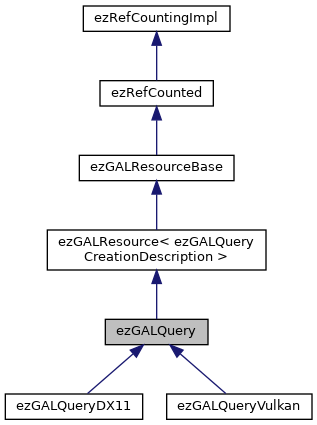 ezRefCountingImpl
ezRefCounted
ezGALResourceBase
ezGALResource< ezGALQuery
CreationDescription >
ezGALQuery
ezGALQueryDX11
ezGALQueryVulkan